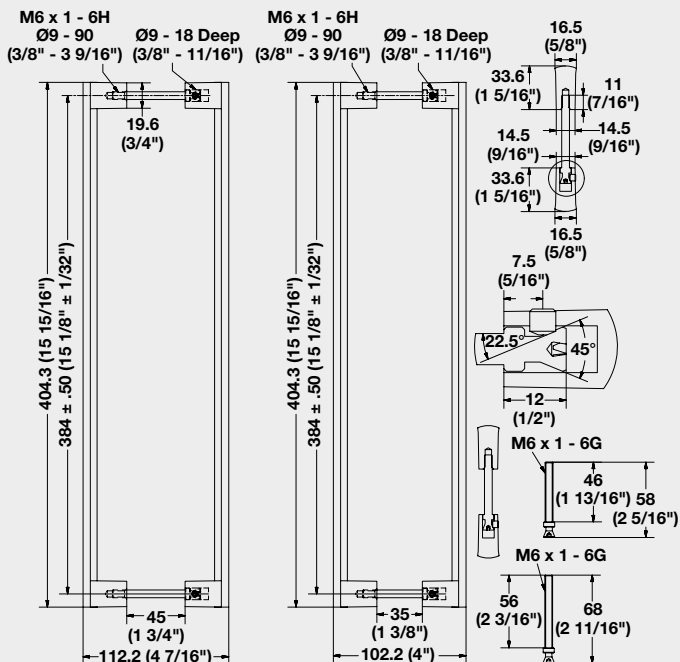 M6 x 1 - 6H
Ø9 - 90
(3/8" - 3 9/16")
Ø9 - 18 Deep
(3/8" - 11/16")
19.6
(3/4")
404.3 (15 15/16")
384 ± .50 (15 1/8" ± 1/32")
45
(1 3/4")
112.2 (4 7/16")
M6 x 1 - 6H
Ø9 - 90
(3/8" - 3 9/16")
Ø9 - 18 Deep
(3/8" - 11/16")
404.3 (15 15/16")
384 ± .50 (15 1/8" ± 1/32")
35
(1 3/8")
102.2 (4")
16.5
(5/8")
33.6
(1 5/16")
11
(7/16")
14.5
(9/16")
14.5
(9/16")
33.6
(1 5/16")
16.5
(5/8")
7.5
(5/16")
22.5°
45°
12
(1/2")
M6 x 1 - 6G
46
(1 13/16")
58
(2 5/16")
M6 x 1 - 6G
56
(2 3/16")
68
(2 11/16")